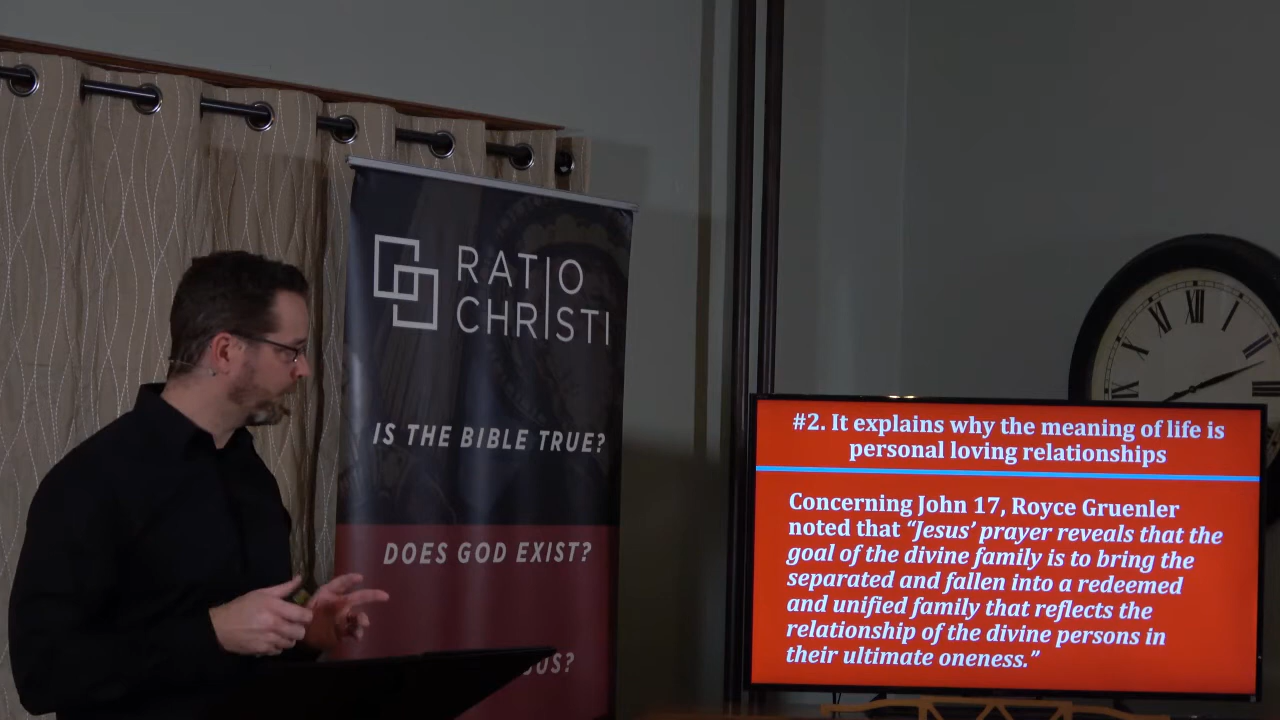 RATIO
CHRISTI
IS THE BIBLE TRUE?
DOES GOD EXIST?
#2. It explains why the meaning of life is
personal loving relationships
Concerning John 17, Royce Gruenler
noted that “Jesus’ prayer reveals that the
goal of the divine family is to bring the
separated and fallen into a redeemed
and unified family that reflects the
relationship of the divine persons in
their ultimate oneness.”